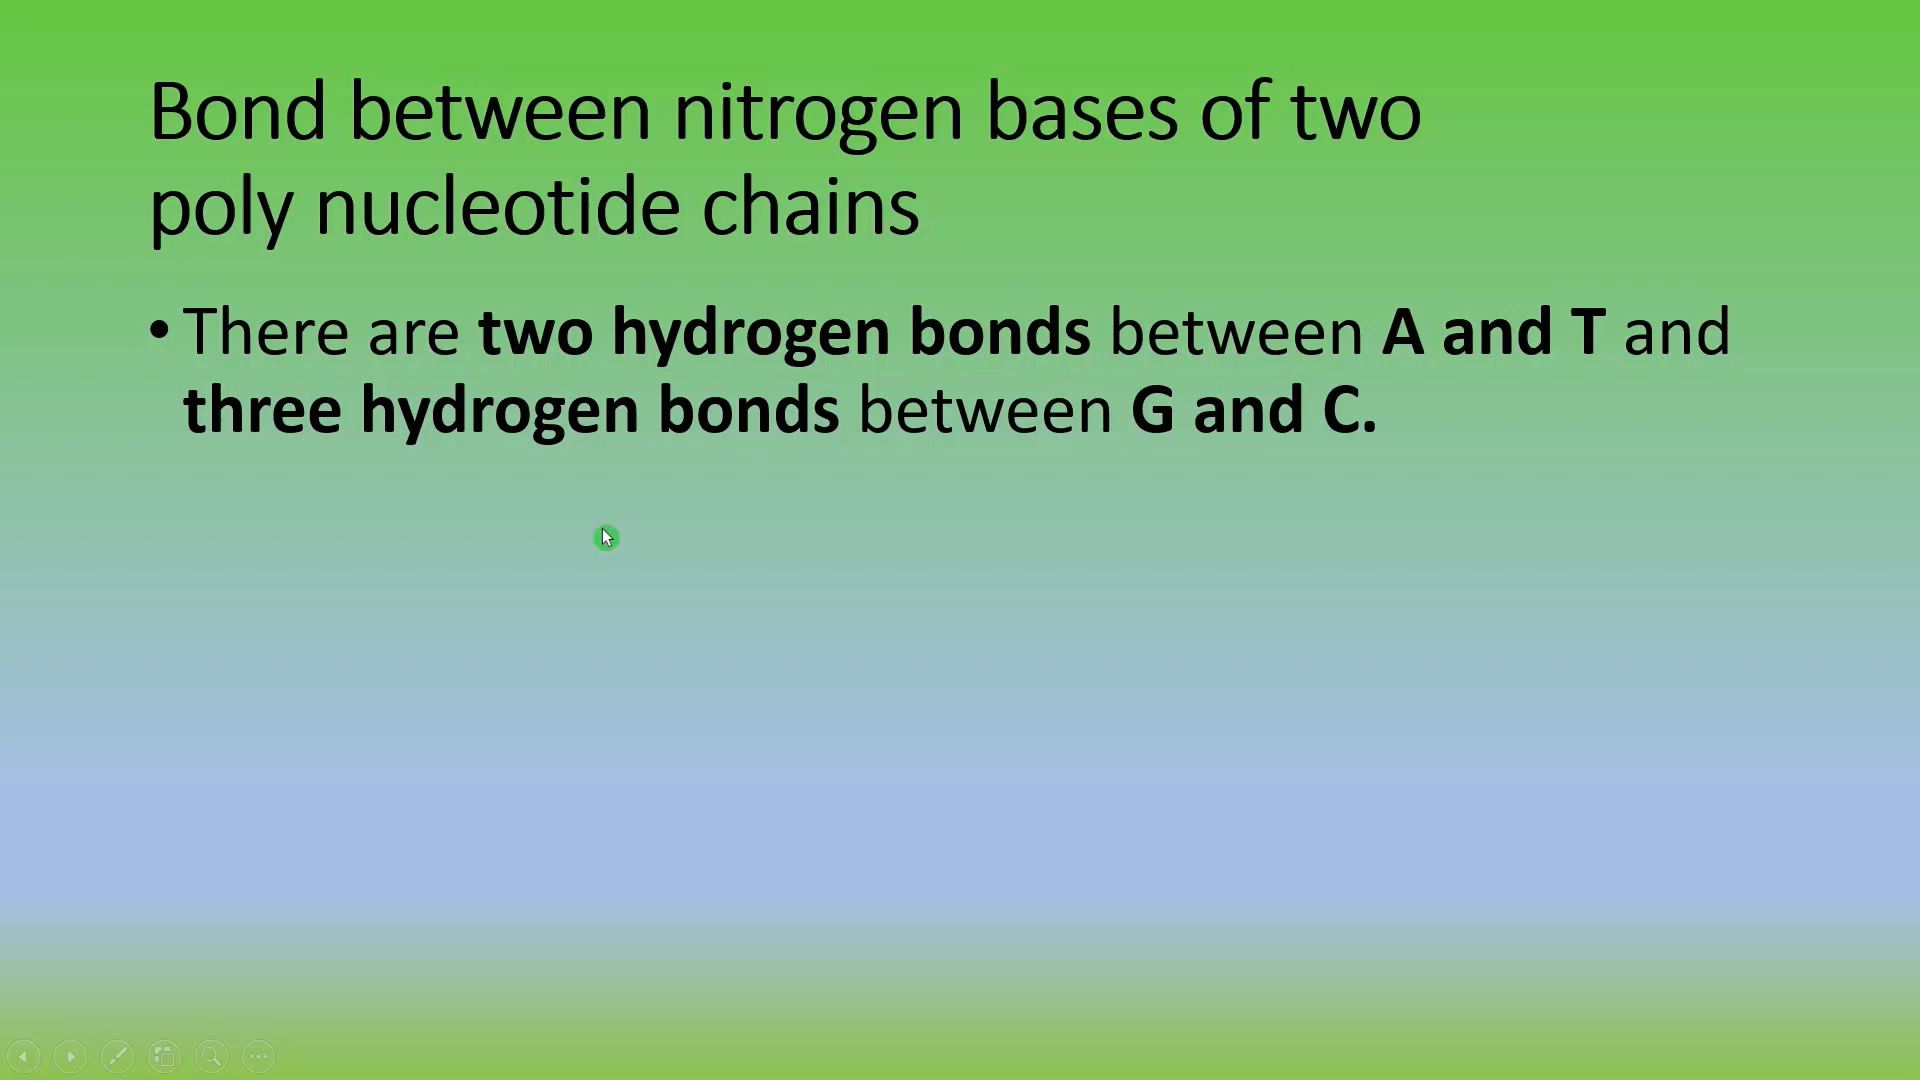 Bond between nitrogen bases of two
poly nucleotide chains
• There are two hydrogen bonds between A and T and
three hydrogen bonds between G and C.